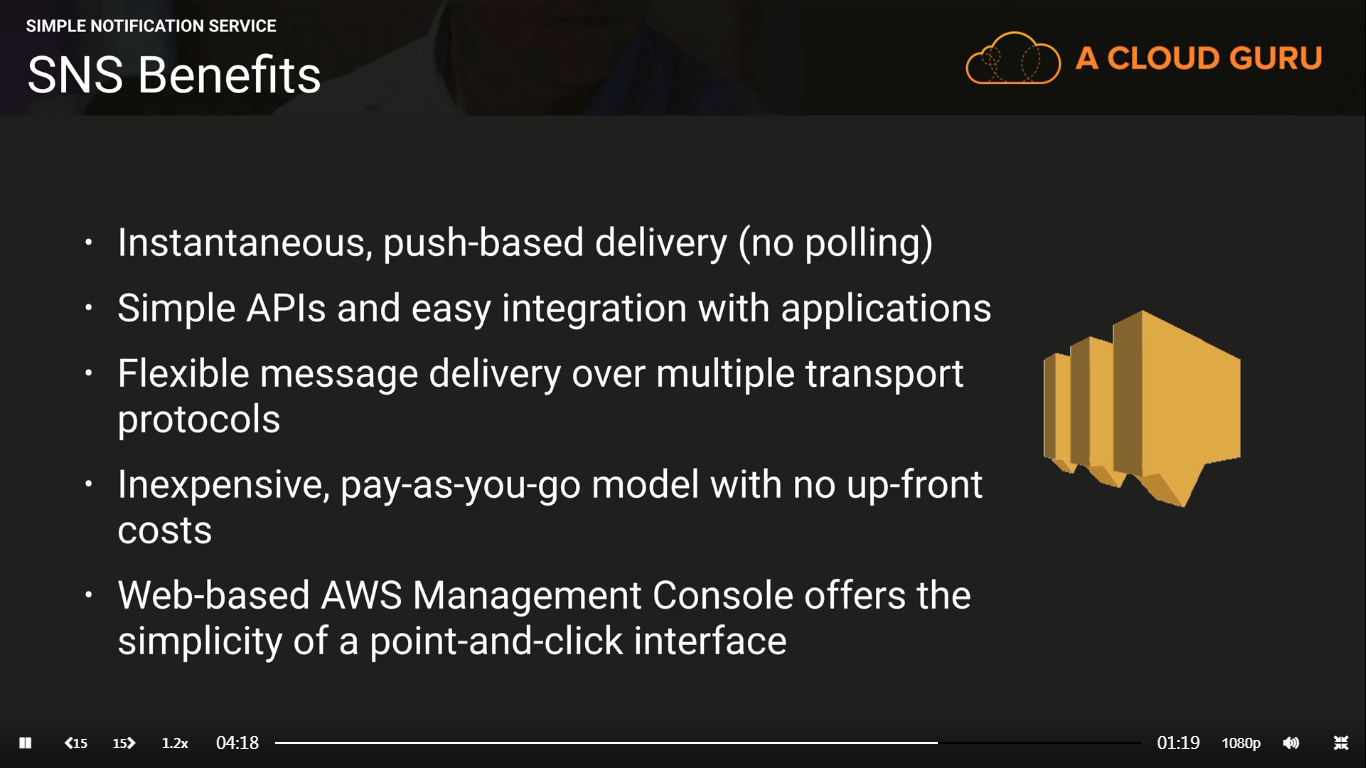 SIMPLE NOTIFICATION SERVICE
SNS Benefits
A CLOUD GURU
• Instantaneous, push-based delivery (no polling)
• Simple APIs and easy integration with applications
• Flexible message delivery over multiple transport
protocols
• Inexpensive, pay-as-you-go model with no up-front
costs
• Web-based AWS Management Console offers the
simplicity of a point-and-click interface
15 15 1.2x 04:18 01:19 1080p